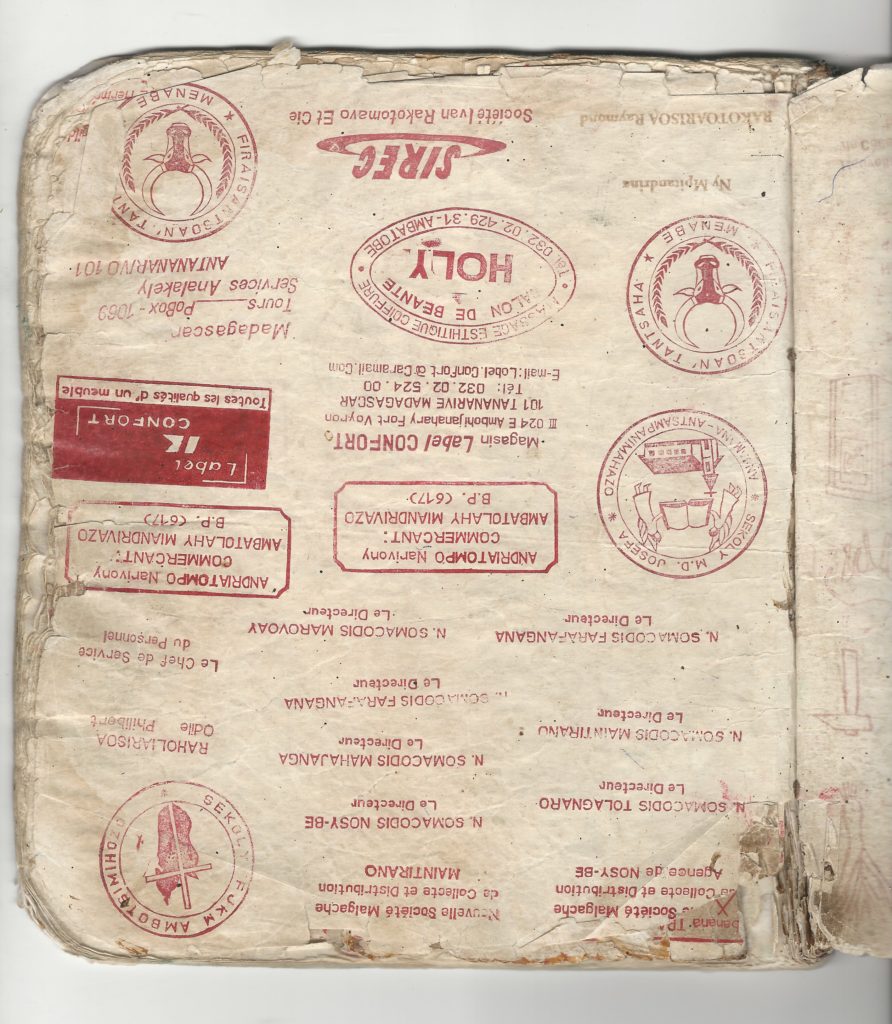 Société Malgache
Collecte et Distribution
Agence de NOSY-BE
Nouvelle Société Malgache
de Collecte et Distribution
MAINTIRANO
SEKOLY FJKM AMBOTSIMIHOZO *
N. SOMACODIS TOLAGNARO
Le Directeur
N. SOMACODIS NOSY-BE
Le Directeur
N. SOMACODIS MAINTIRANO
Le Directeur
N. SOMACODIS MAHAJANGA
Le Directeur
RAHOLIARISOA
Odile Philibert
N. SOMACODIS FARAFANGANA
Le Directeur
N. SOMACODIS FARAFANGANA
Le Directeur
N. SOMACODIS MAROVOAY
Le Directeur
Le Chef de Service
du Personnel
* SEKOLY M.D. JOSEFA *
ANTSAMPANIMAHAZO
ANDRIATOMPO Narivony
COMMERCANT:
AMBATOLAHY MIANDRIVAZO
B.P. (617)
ANDRIATOMPO Narivony
COMMERCANT:
AMBATOLAHY MIANDRIVAZO
B.P. (617)
Magasin Label CONFORT
III 024 E Ambohijanahary Fort Voyron
101 TANANARIVE MADAGASCAR
Tél: 032.02.524.00
E-mail: Label.Confort@Caramail.Com
Label
CONFORT
Toutes les qualités d'un meuble
FIRAISANTSOAN' TANTSAHA
* MENABE *
MASSAGE ESTHITIQUE COIFFURE
SALON DE BEANTE
HOLY
Tél 032.02.429.31-AMBATOBE
Madagascar
Tours PoBox-1069
Services Analakely
ANTANANARIVO 101
FIRAISANTSOAN' TANT
MENABE *
Ny Mpitandrina
RAKOTOARISOA Raymond
SIREC
Société Ivan Rakotomavo Et Cie